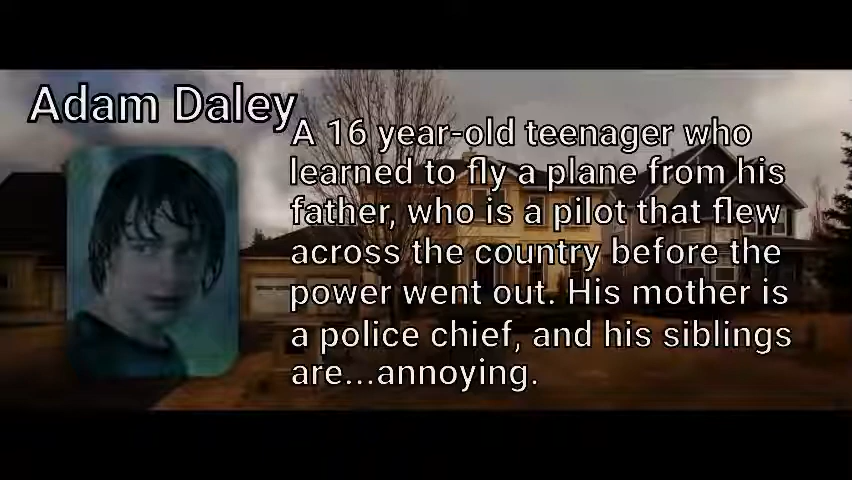 Adam Daley
A 16 year-old teenager who
learned to fly a plane from his
father, who is a pilot that flew
across the country before the
power went out. His mother is
a police chief, and his siblings
are...annoying.